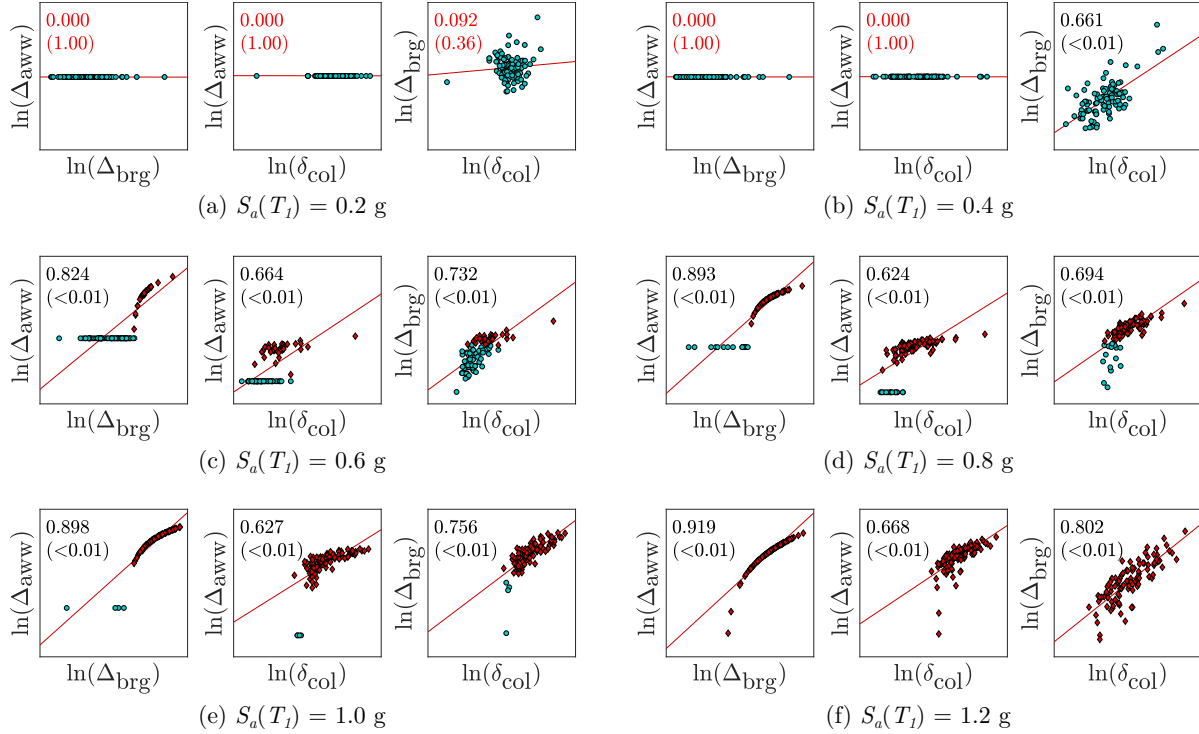 0.000
(1.00)
ln(Δaww)
ln(Δbrg)
0.000
(1.00)
ln(Δaww)
ln(δcol)
0.092
(0.36)
ln(Δbrg)
ln(δcol)
(a) Sa(T1) = 0.2 g
0.000
(1.00)
ln(Δaww)
ln(Δbrg)
0.000
(1.00)
ln(Δaww)
ln(δcol)
0.661
(<0.01)
ln(Δbrg)
ln(δcol)
(b) Sa(T1) = 0.4 g
0.824
(<0.01)
ln(Δaww)
ln(Δbrg)
0.664
(<0.01)
ln(Δaww)
ln(δcol)
0.732
(<0.01)
ln(Δbrg)
ln(δcol)
(c) Sa(T1) = 0.6 g
0.893
(<0.01)
ln(Δaww)
ln(Δbrg)
0.624
(<0.01)
ln(Δaww)
ln(δcol)
0.694
(<0.01)
ln(Δbrg)
ln(δcol)
(d) Sa(T1) = 0.8 g
0.898
(<0.01)
ln(Δaww)
ln(Δbrg)
0.627
(<0.01)
ln(Δaww)
ln(δcol)
0.756
(<0.01)
ln(Δbrg)
ln(δcol)
(e) Sa(T1) = 1.0 g
0.919
(<0.01)
ln(Δaww)
ln(Δbrg)
0.668
(<0.01)
ln(Δaww)
ln(δcol)
0.802
(<0.01)
ln(Δbrg)
ln(δcol)
(f) Sa(T1) = 1.2 g